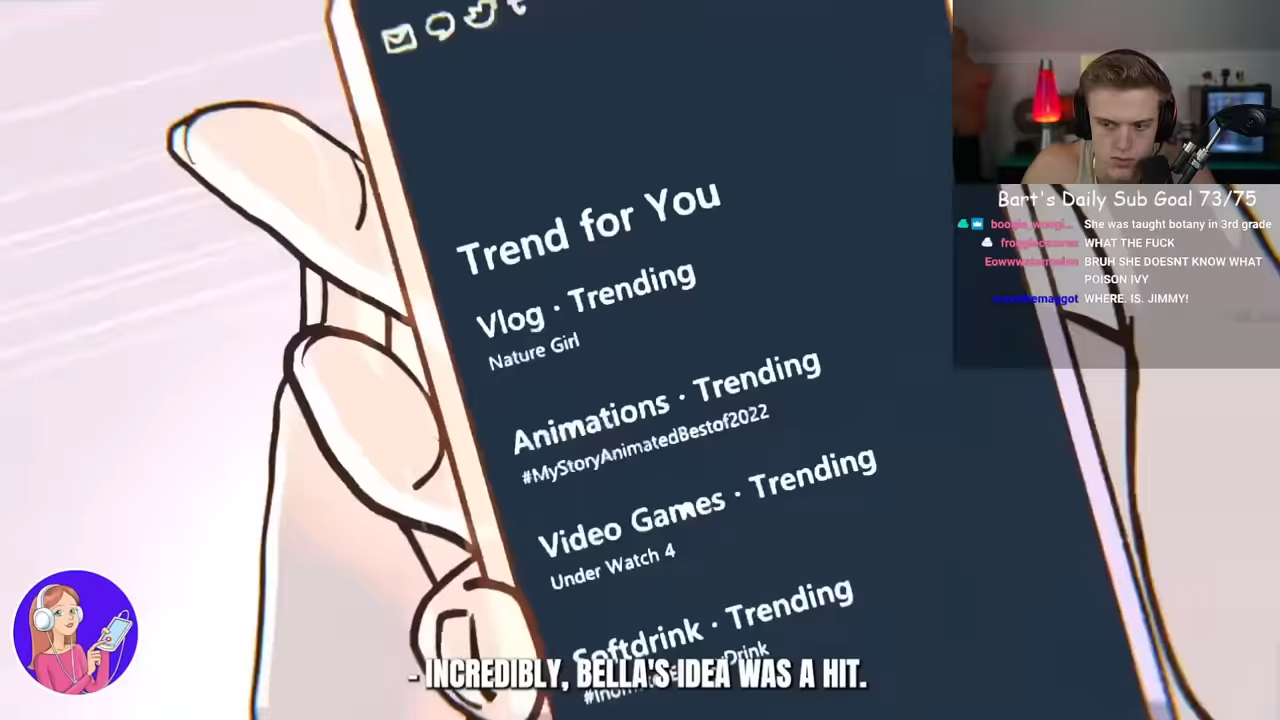 Trend for You
Vlog · Trending
Nature Girl
Animations · Trending
#MyStoryAnimatedBestof2022
Video Games · Trending
Under Watch 4
Softdrink · Trending
Drink
- INCREDIBLY, BELLA'S IDEA WAS A HIT.
Bart's Daily Sub Goal 73/75
She was taught botany in 3rd grade
WHAT THE FUCK
BRUH SHE DOESNT KNOW WHAT
POISON IVY
WHERE. IS. JIMMY!